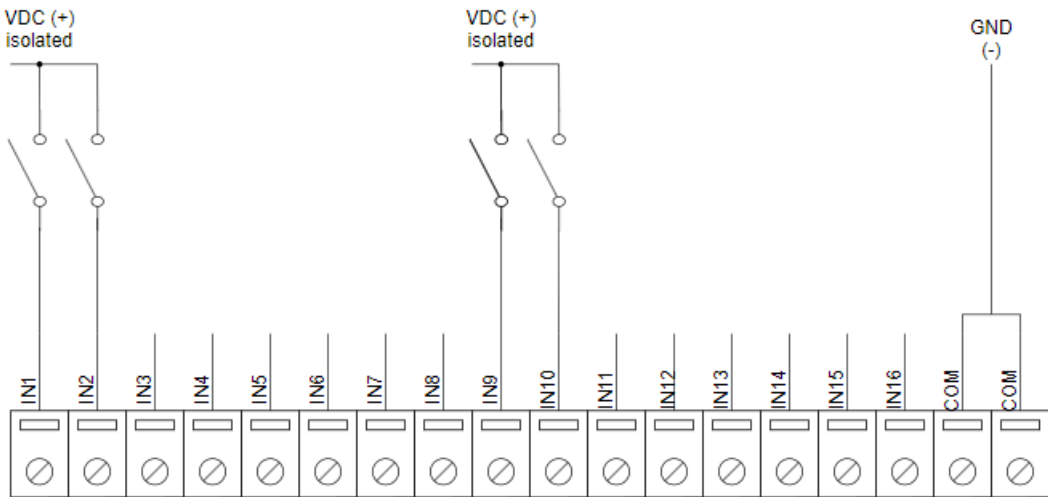 VDC (+)
isolated
VDC (+)
isolated
GND
(-)
IN1
IN2
IN3
IN4
IN5
IN6
IN7
IN8
IN9
IN10
IN11
IN12
IN13
IN14
IN15
IN16
COM
COM